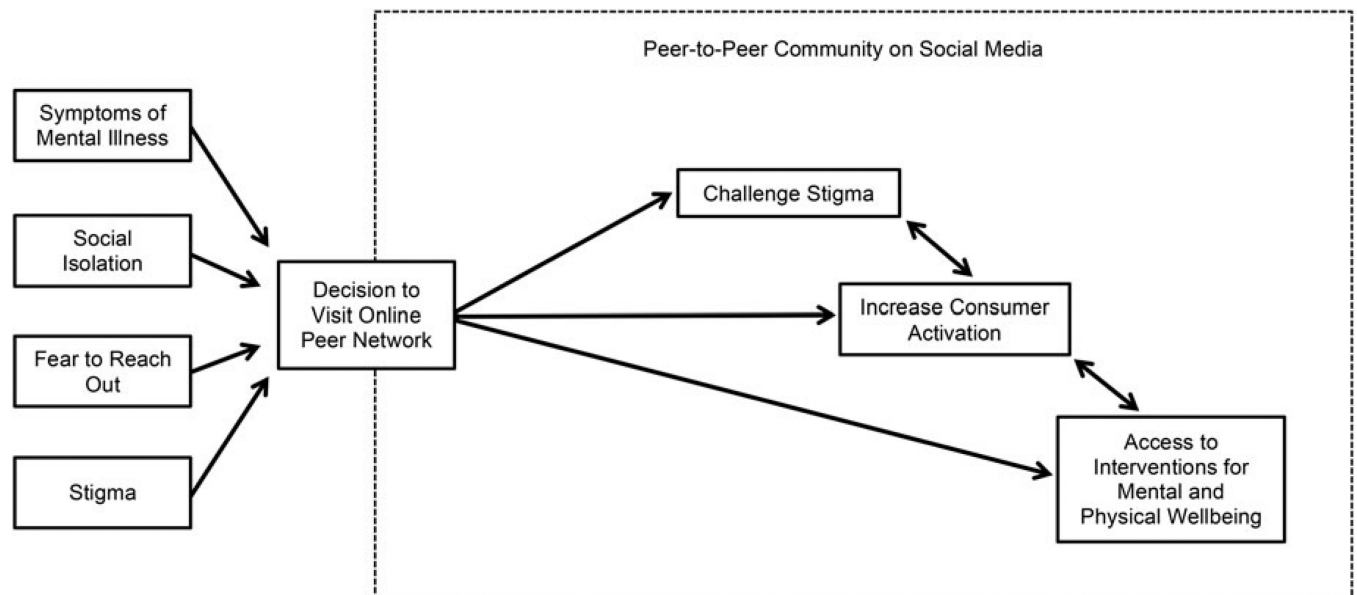 Peer-to-Peer Community on Social Media
Symptoms of
Mental Illness
Social
Isolation
Fear to Reach
Out
Stigma
Decision to
Visit Online
Peer Network
Challenge Stigma
Increase Consumer
Activation
Access to
Interventions for
Mental and
Physical Wellbeing